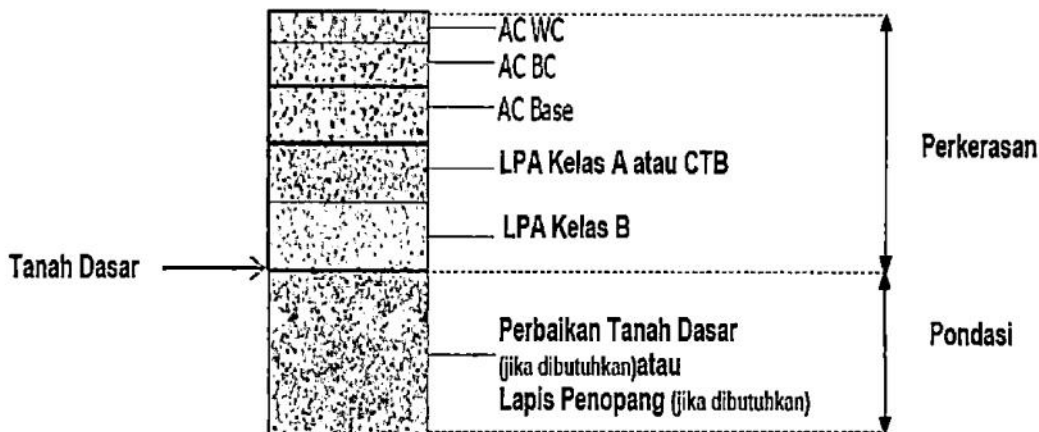 AC WC
AC BC
AC Base
Perkerasan
LPA Kelas A atau CTB
LPA Kelas B
Tanah Dasar
Perbaikan Tanah Dasar
(jika dibutuhkan)atau
Lapis Penopang (jika dibutuhkan)
Pondasi